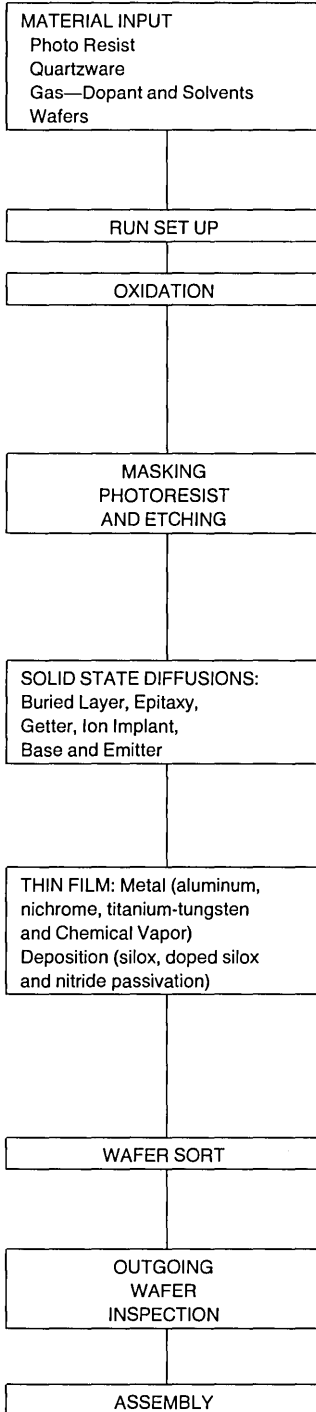 MATERIAL INPUT
Photo Resist
Quartzware
Gas—Dopant and Solvents
Wafers
RUN SET UP
OXIDATION
MASKING
PHOTORESIST
AND ETCHING
SOLID STATE DIFFUSIONS:
Buried Layer, Epitaxy,
Getter, Ion Implant,
Base and Emitter
THIN FILM: Metal (aluminum,
nichrome, titanium-tungsten
and Chemical Vapor)
Deposition (silox, doped silox
and nitride passivation)
WAFER SORT
OUTGOING
WAFER
INSPECTION
ASSEMBLY